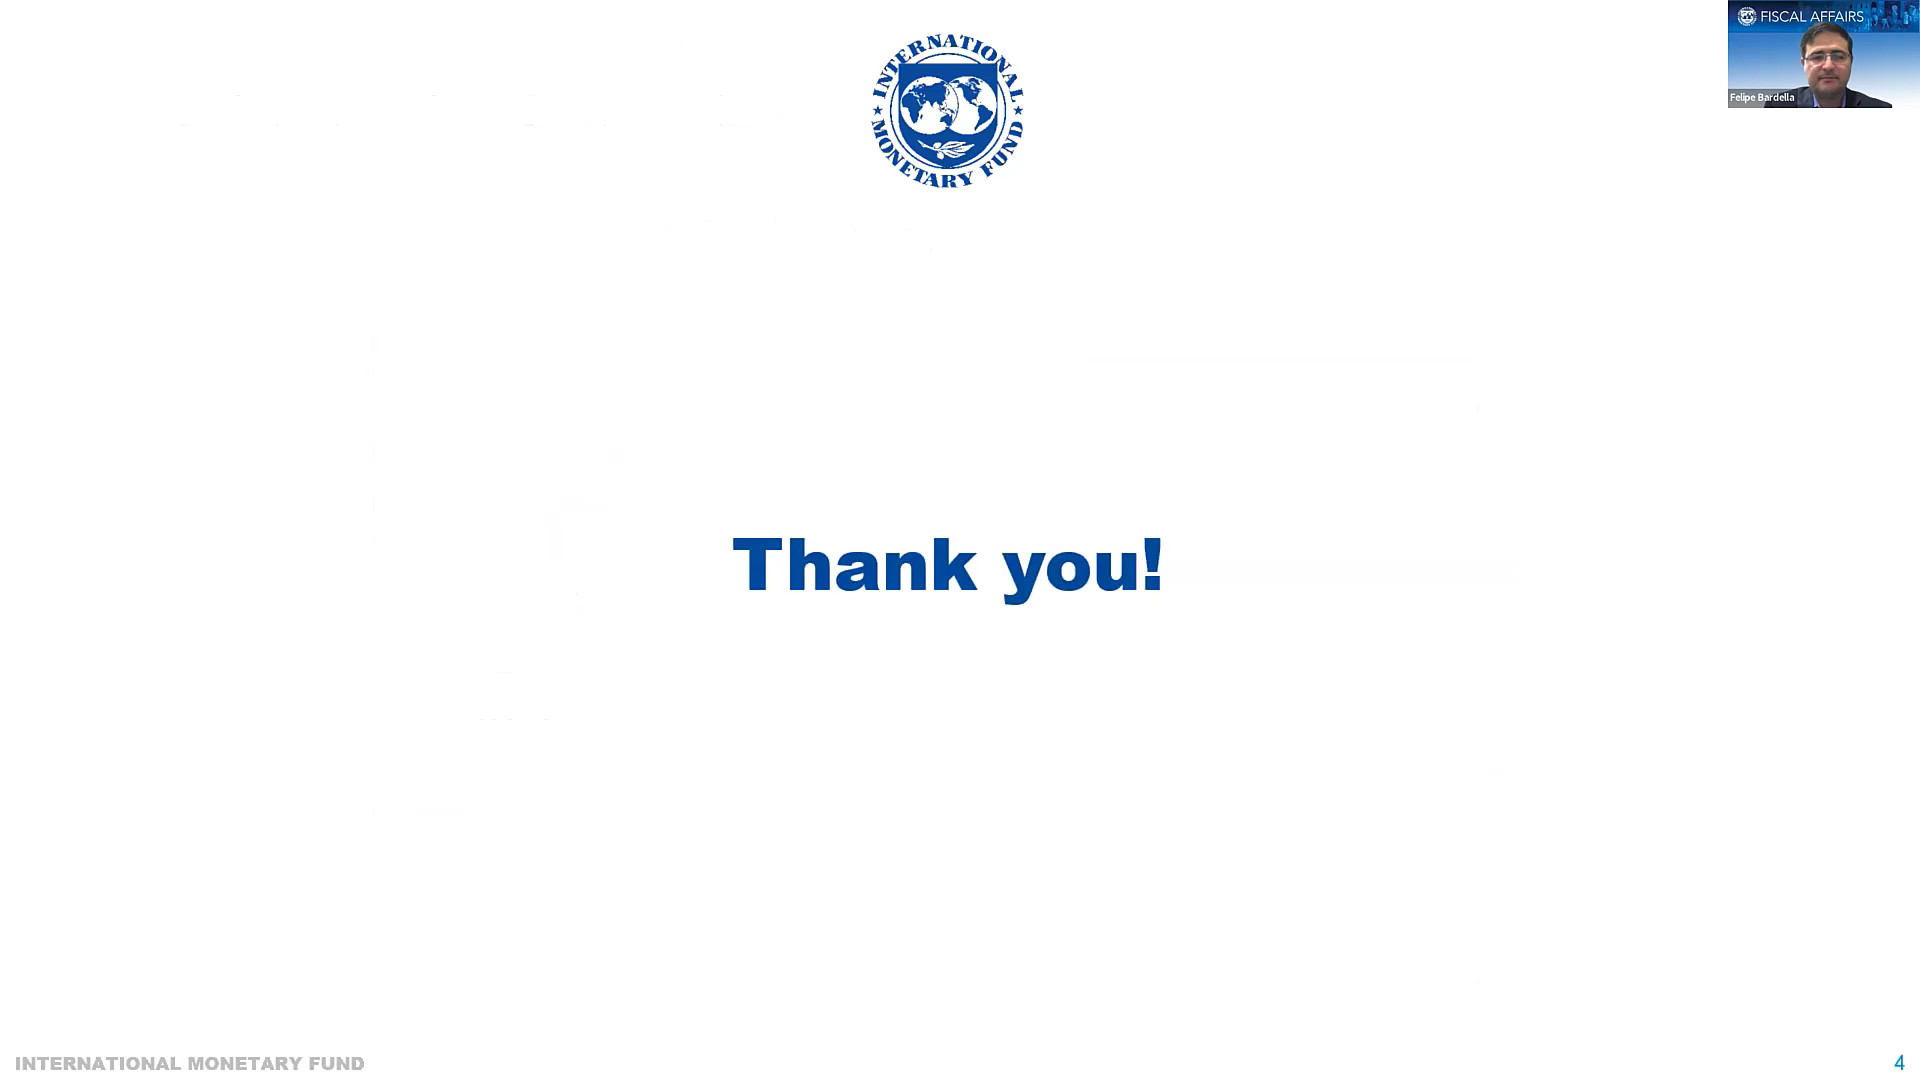 FISCAL AFFAIRS
Felipe Bardella
INTERNATIONAL
MONETARY FUND
Thank you!
INTERNATIONAL MONETARY FUND
4